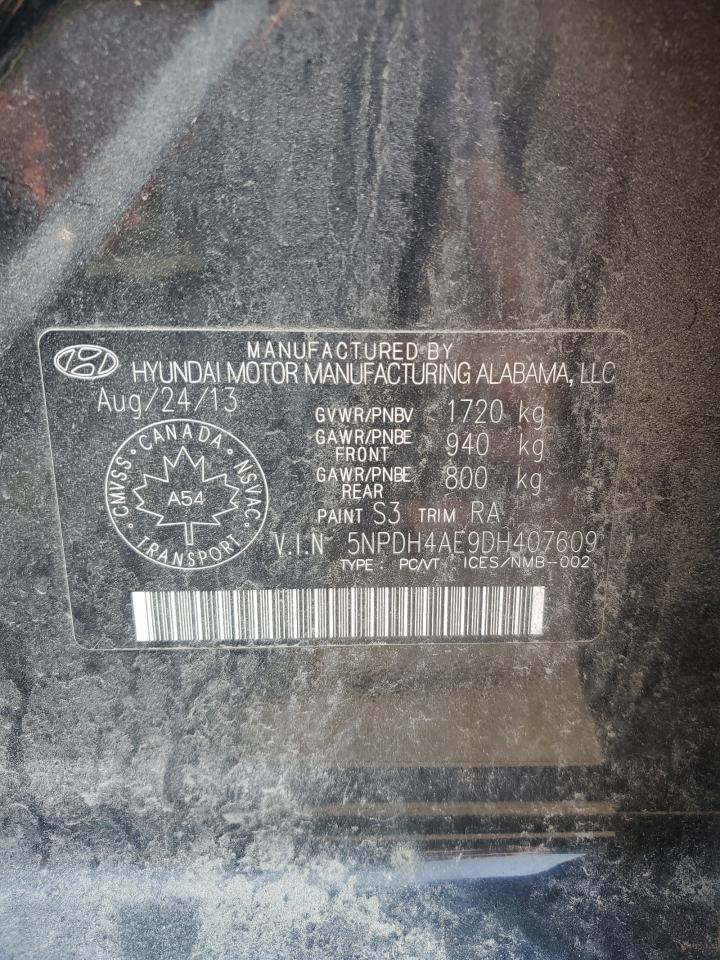 MANUFACTURED BY
HYUNDAI MOTOR MANUFACTURING ALABAMA, LLC
Aug/24/13
GVWR/PNBV 1720 kg
GAWR/PNBE FRONT 940 kg
GAWR/PNBE REAR 800 kg
CANADA
CMVSS NSVAC
A54
TRANSPORT
PAINT S3 TRIM RA
V.I.N 5NPDH4AE9DH407609
TYPE: PC/VT ICES/NMB-002